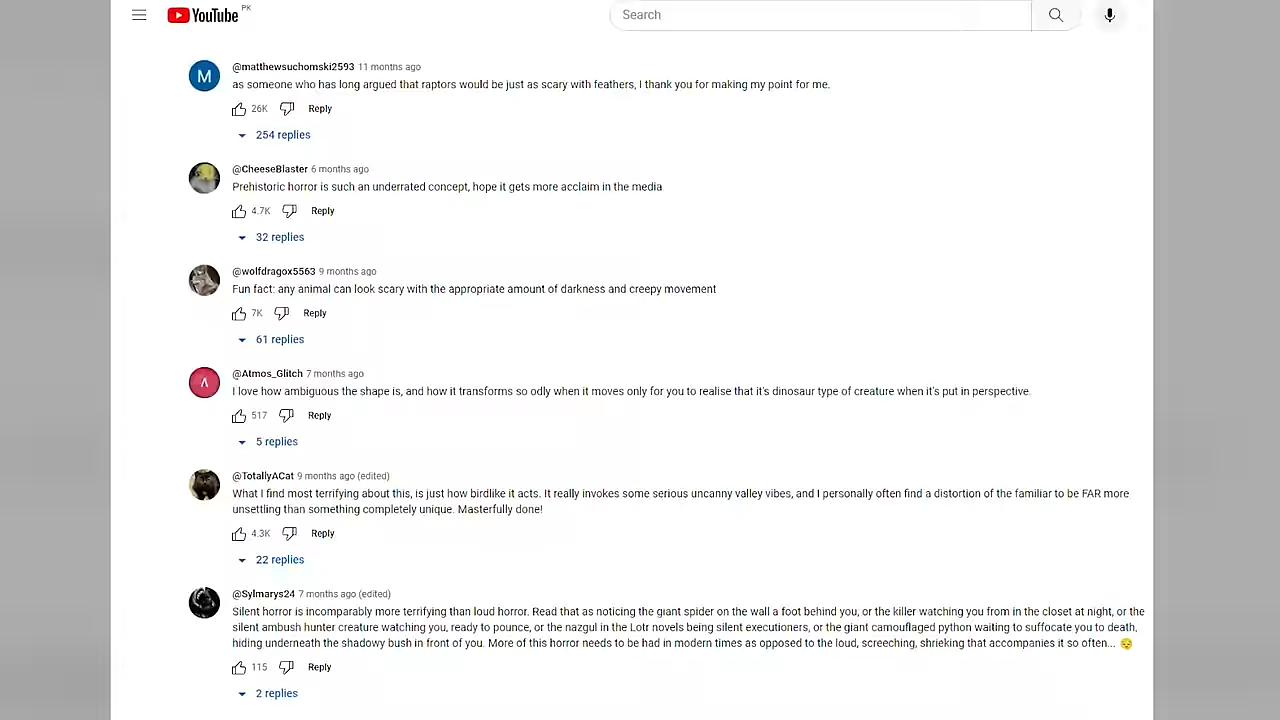 YouTube PK
Search
@matthewsuchomski2593 11 months ago
as someone who has long argued that raptors would be just as scary with feathers, I thank you for making my point for me.
26K Reply
254 replies
@CheeseBlaster 6 months ago
Prehistoric horror is such an underrated concept, hope it gets more acclaim in the media
4.7K Reply
32 replies
@wolfdragox5563 9 months ago
Fun fact: any animal can look scary with the appropriate amount of darkness and creepy movement
7K Reply
61 replies
@Atmos_Glitch 7 months ago
I love how ambiguous the shape is, and how it transforms so odly when it moves only for you to realise that it's dinosaur type of creature when it's put in perspective.
517 Reply
5 replies
@TotallyACat 9 months ago (edited)
What I find most terrifying about this, is just how birdlike it acts. It really invokes some serious uncanny valley vibes, and I personally often find a distortion of the familiar to be FAR more
unsettling than something completely unique. Masterfully done!
4.3K Reply
22 replies
@Sylmarys24 7 months ago (edited)
Silent horror is incomparably more terrifying than loud horror. Read that as noticing the giant spider on the wall a foot behind you, or the killer watching you from in the closet at night, or the
silent ambush hunter creature watching you, ready to pounce, or the nazgul in the Lotr novels being silent executioners, or the giant camouflaged python waiting to suffocate you to death,
hiding underneath the shadowy bush in front of you. More of this horror needs to be had in modern times as opposed to the loud, screeching, shrieking that accompanies it so often... 😔
115 Reply
2 replies
M